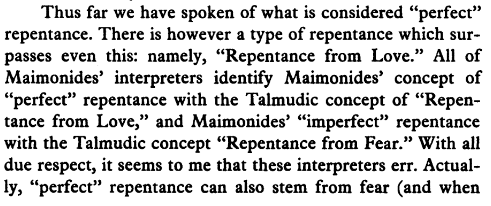 Thus far we have spoken of what is considered “perfect”
repentance. There is however a type of repentance which sur-
passes even this: namely, “Repentance from Love.” All of
Maimonides’ interpreters identify Maimonides’ concept of
“perfect” repentance with the Talmudic concept of “Repen-
tance from Love,” and Maimonides’ “imperfect” repentance
with the Talmudic concept “Repentance from Fear.” With all
due respect, it seems to me that these interpreters err. Actual-
ly, “perfect” repentance can also stem from fear (and when